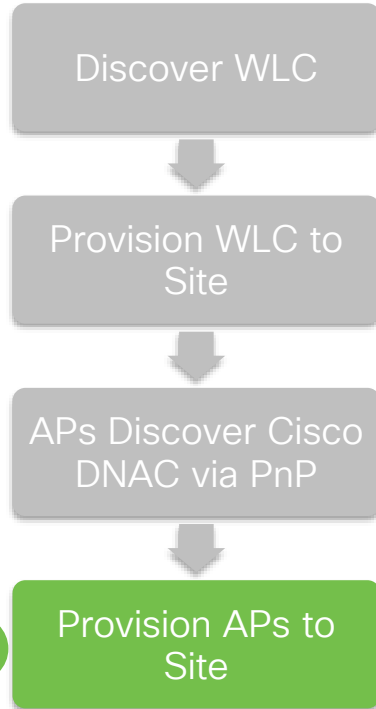 Discover WLC
Provision WLC to
Site
APs Discover Cisco
DNAC via PnP
Provision APs to
Site